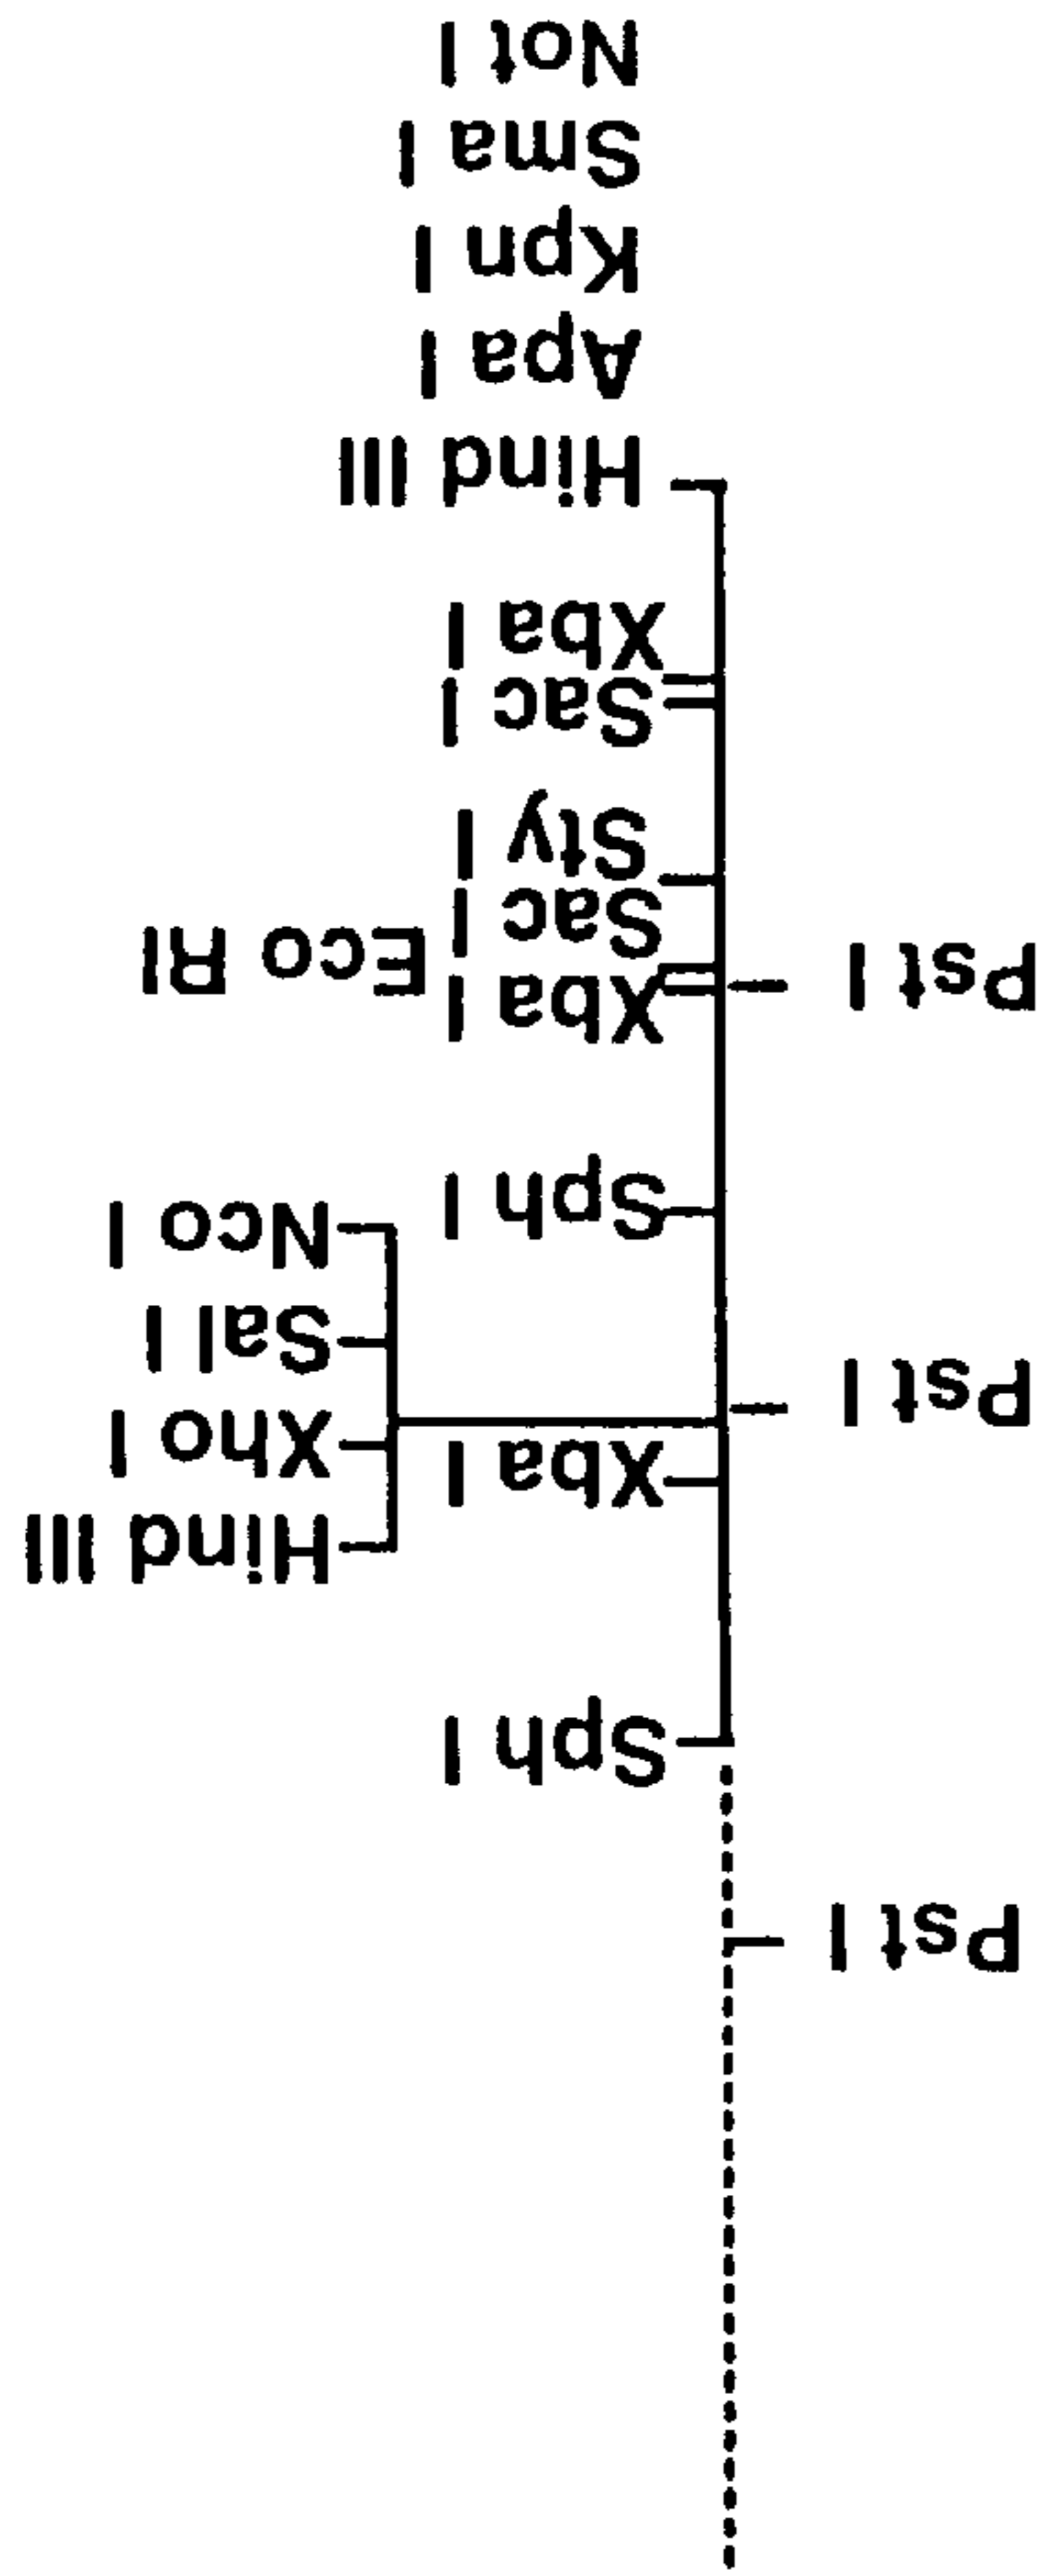 Pst I
Sph I
Hind III
Xba I
Xho I
Pst I
Sal I
Nco I
Sph I
Pst I
Xba I
Eco RI
Sac I
Sty I
Sac I
Xba I
Hind III
Apa I
Kpn I
Sma I
Not I